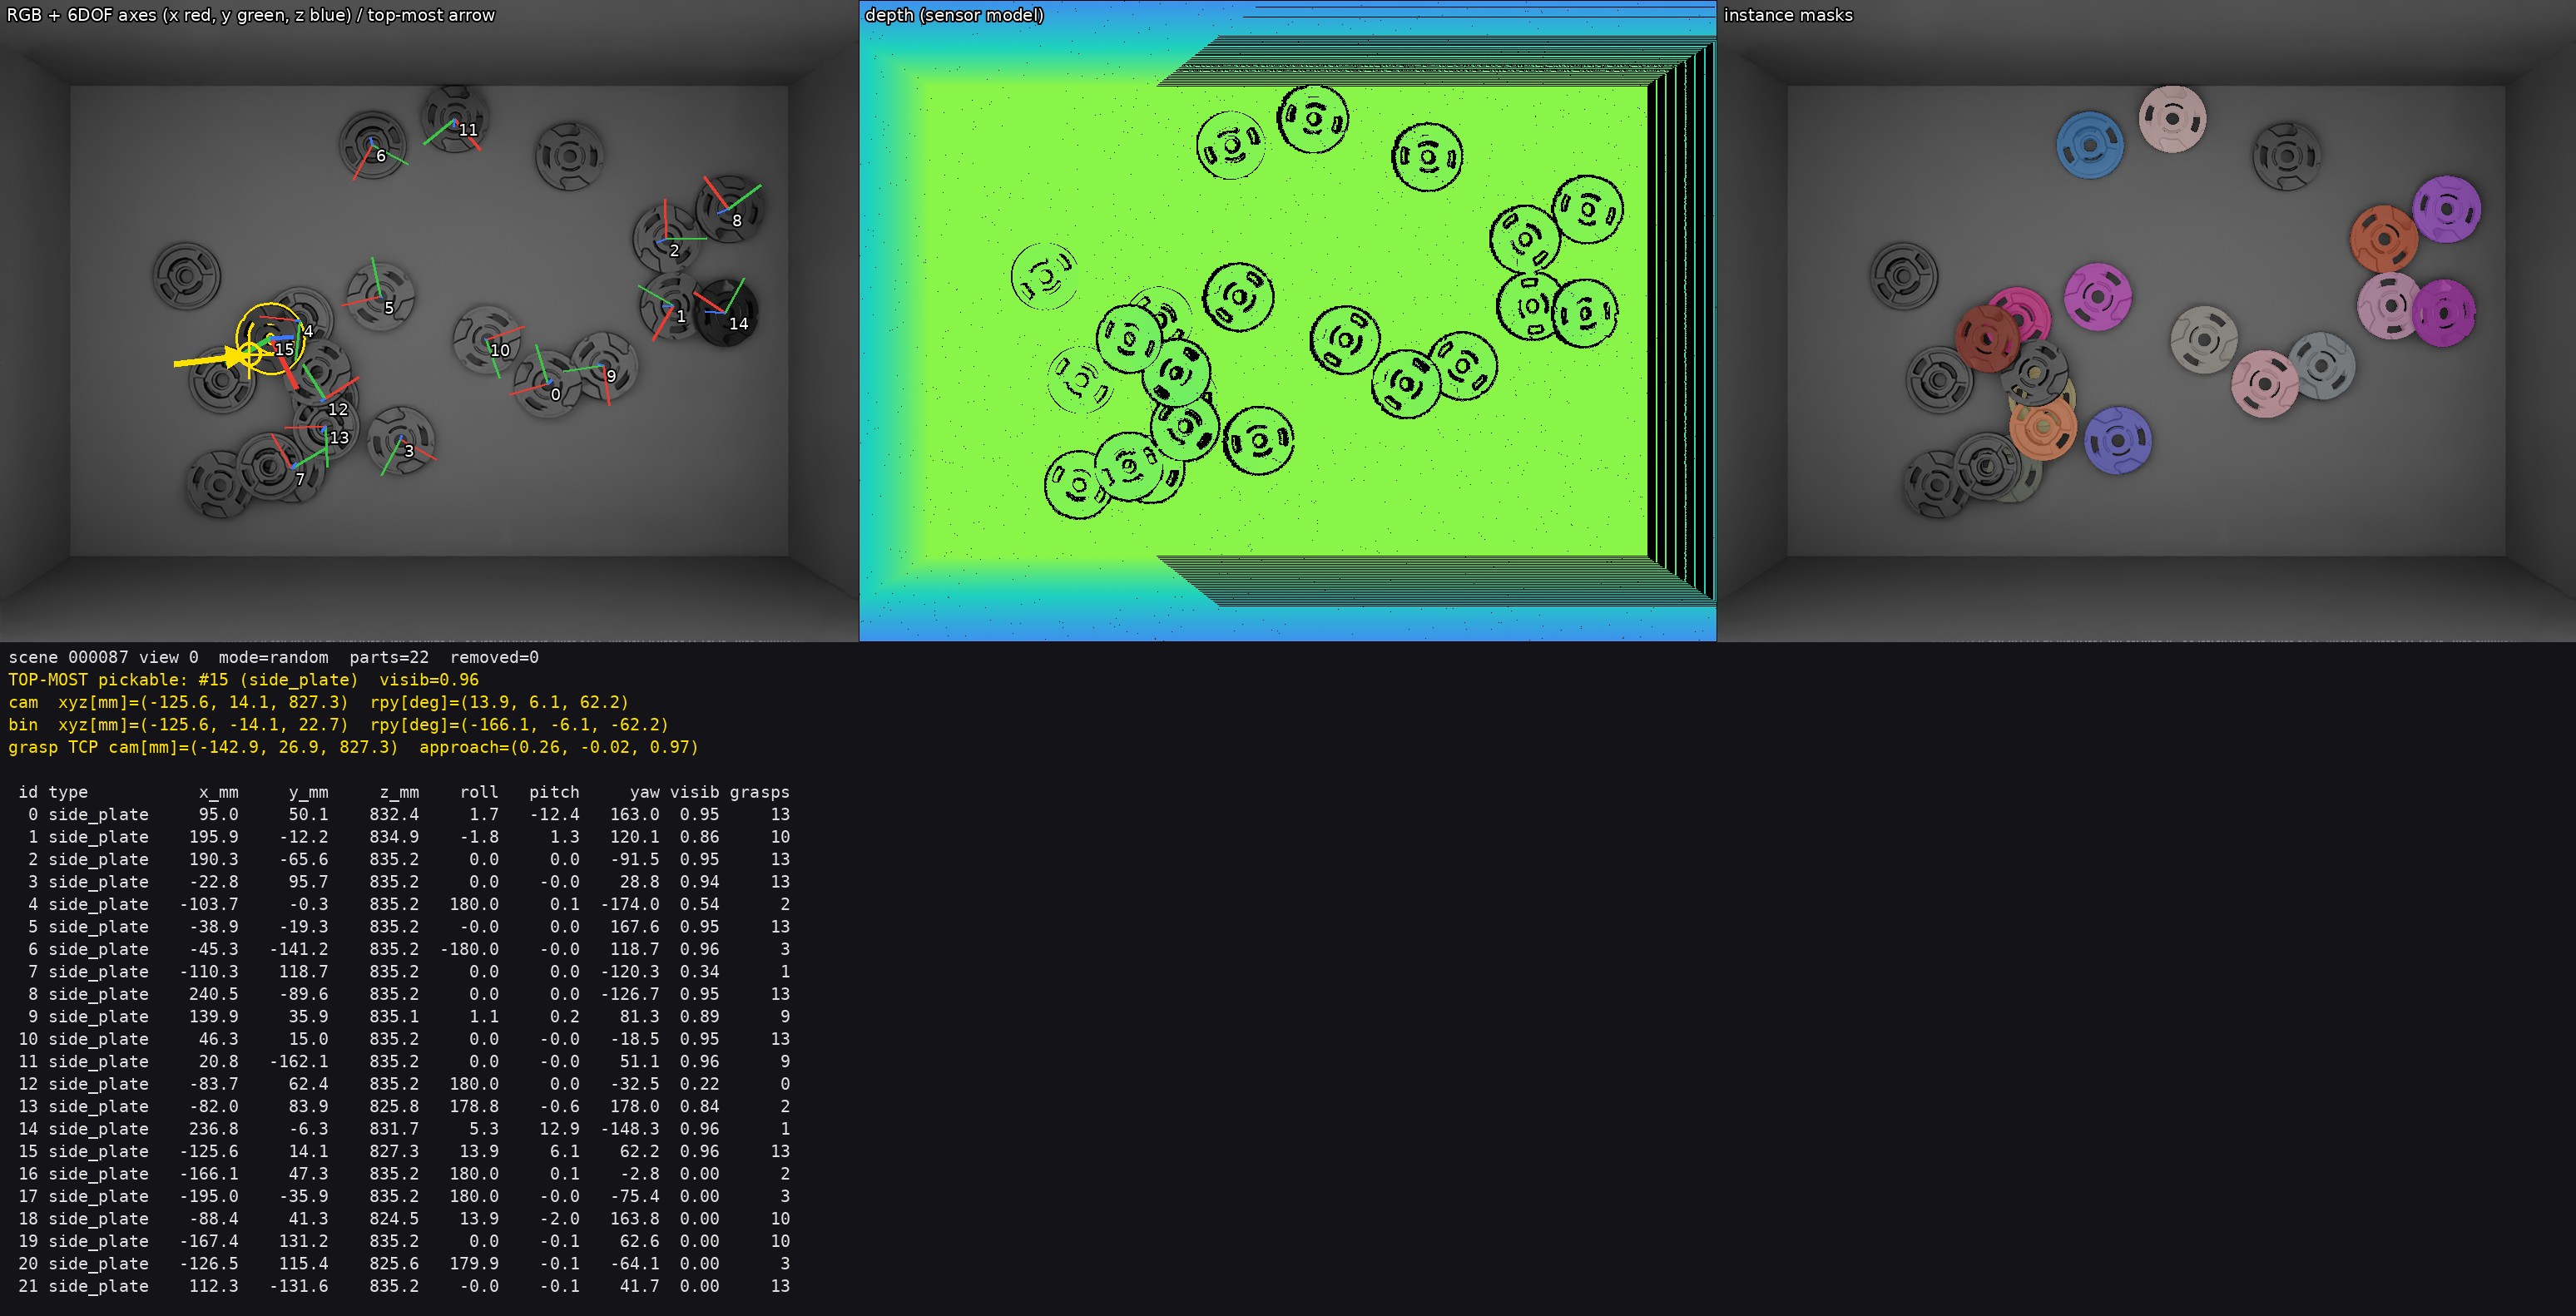 RGB + 6DOF axes (x red, y green, z blue) / top-most arrow
depth (sensor model)
instance masks
11
6
8
2
5
4
1
14
15
10
9
0
12
13
3
7
scene 000087 view 0 mode=random parts=22 removed=0
TOP-MOST pickable: #15 (side_plate) visib=0.96
cam xyz[mm]=(-125.6, 14.1, 827.3) rpy[deg]=(13.9, 6.1, 62.2)
bin xyz[mm]=(-125.6, -14.1, 22.7) rpy[deg]=(-166.1, -6.1, -62.2)
grasp TCP cam[mm]=(-142.9, 26.9, 827.3) approach=(0.26, -0.02, 0.97)
id type x_mm y_mm z_mm roll pitch yaw visib grasps
0 side_plate 95.0 50.1 832.4 1.7 -12.4 163.0 0.95 13
1 side_plate 195.9 -12.2 834.9 -1.8 1.3 120.1 0.86 10
2 side_plate 190.3 -65.6 835.2 0.0 0.0 -91.5 0.95 13
3 side_plate -22.8 95.7 835.2 0.0 -0.0 28.8 0.94 13
4 side_plate -103.7 -0.3 835.2 180.0 0.1 -174.0 0.54 2
5 side_plate -38.9 -19.3 835.2 -0.0 0.0 167.6 0.95 13
6 side_plate -45.3 -141.2 835.2 -180.0 -0.0 118.7 0.96 3
7 side_plate -110.3 118.7 835.2 0.0 0.0 -120.3 0.34 1
8 side_plate 240.5 -89.6 835.2 0.0 0.0 -126.7 0.95 13
9 side_plate 139.9 35.9 835.1 1.1 0.2 81.3 0.89 9
10 side_plate 46.3 15.0 835.2 0.0 -0.0 -18.5 0.95 13
11 side_plate 20.8 -162.1 835.2 0.0 -0.0 51.1 0.96 9
12 side_plate -83.7 62.4 835.2 180.0 0.0 -32.5 0.22 0
13 side_plate -82.0 83.9 825.8 178.8 -0.6 178.0 0.84 2
14 side_plate 236.8 -6.3 831.7 5.3 12.9 -148.3 0.96 1
15 side_plate -125.6 14.1 827.3 13.9 6.1 62.2 0.96 13
16 side_plate -166.1 47.3 835.2 180.0 0.1 -2.8 0.00 2
17 side_plate -195.0 -35.9 835.2 180.0 -0.0 -75.4 0.00 3
18 side_plate -88.4 41.3 824.5 13.9 -2.0 163.8 0.00 10
19 side_plate -167.4 131.2 835.2 0.0 -0.1 62.6 0.00 10
20 side_plate -126.5 115.4 825.6 179.9 -0.1 -64.1 0.00 3
21 side_plate 112.3 -131.6 835.2 -0.0 -0.1 41.7 0.00 13